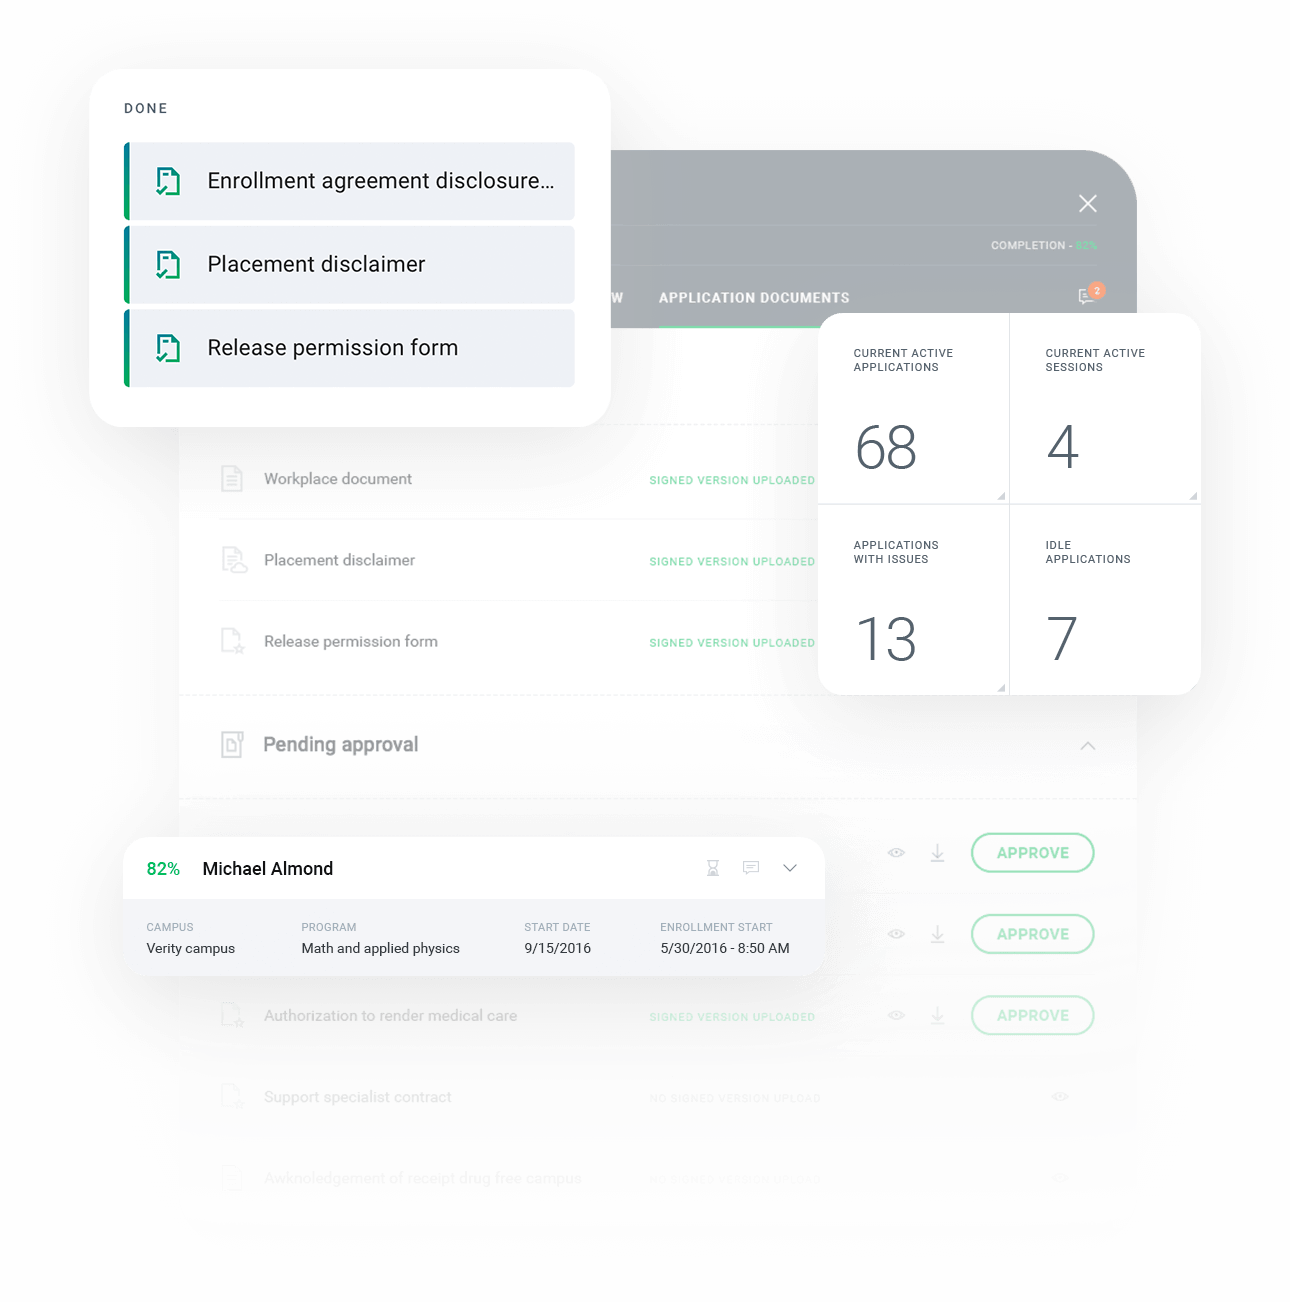 DONE
Enrollment agreement disclosure...
Placement disclaimer
Release permission form
COMPLETION - 82%
W
APPLICATION DOCUMENTS
2
CURRENT ACTIVE
APPLICATIONS
68
CURRENT ACTIVE
SESSIONS
4
APPLICATIONS
WITH ISSUES
13
IDLE
APPLICATIONS
7
Workplace document
SIGNED VERSION UPLOADED
Placement disclaimer
SIGNED VERSION UPLOADED
Release permission form
SIGNED VERSION UPLOADED
Pending approval
APPROVE
82% Michael Almond
CAMPUS
Verity campus
PROGRAM
Math and applied physics
START DATE
9/15/2016
ENROLLMENT START
5/30/2016 - 8:50 AM
APPROVE
Authorization to render medical care
SIGNED VERSION UPLOADED
APPROVE
Support specialist contract
NO SIGNED VERSION UPLOAD
Awknoledgement of receipt drug free campus